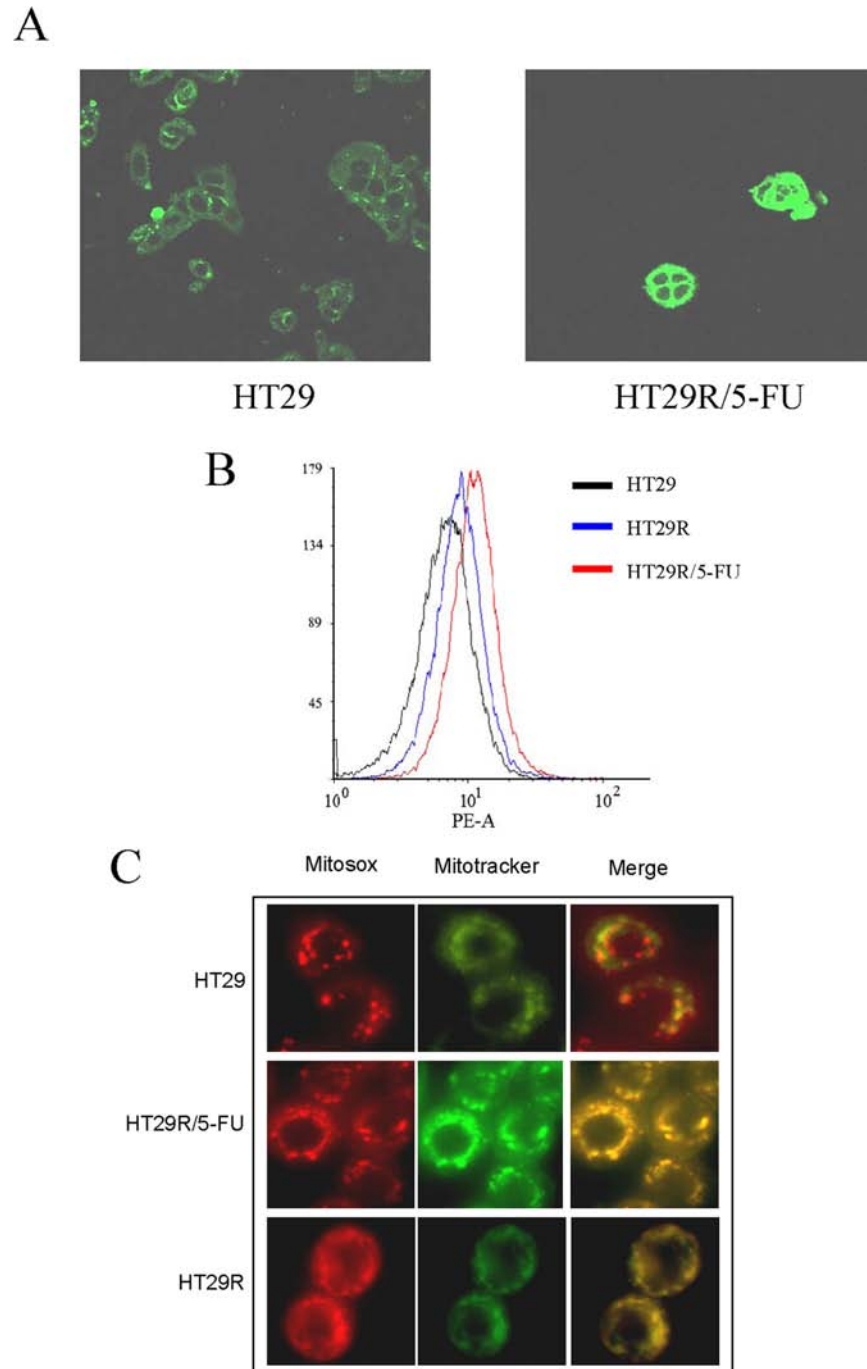 A
HT29
HT29R/5-FU
B
179
134
89
45
10^0
10^1
10^2
PE-A
HT29
HT29R
HT29R/5-FU
C
Mitosox
Mitotracker
Merge
HT29
HT29R/5-FU
HT29R